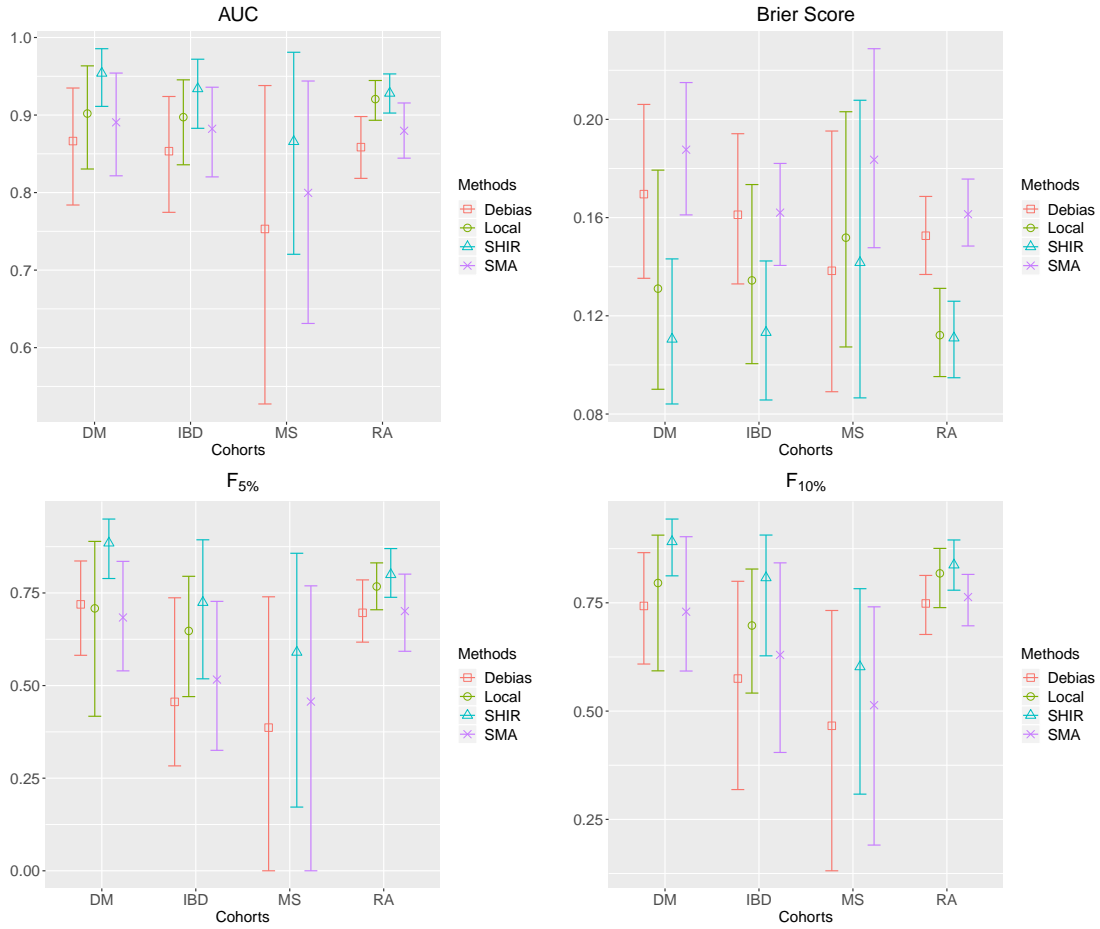 AUC
1.0
0.9
0.8
0.7
0.6
DM IBD MS RA
Cohorts
Methods
Debias
Local
SHIR
SMA
Brier Score
0.20
0.16
0.12
0.08
DM IBD MS RA
Cohorts
Methods
Debias
Local
SHIR
SMA
F5%
0.75
0.50
0.25
0.00
DM IBD MS RA
Cohorts
Methods
Debias
Local
SHIR
SMA
F10%
0.75
0.50
0.25
DM IBD MS RA
Cohorts
Methods
Debias
Local
SHIR
SMA